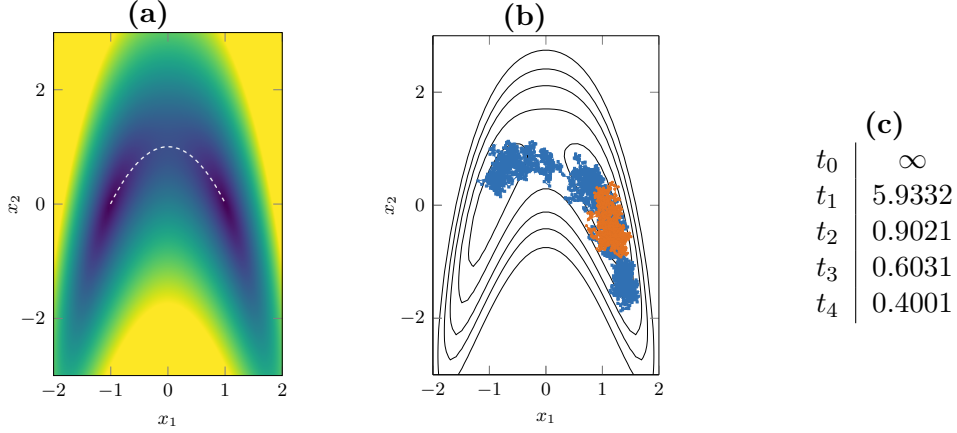 (a)
2
0
−2
−2 −1 0 1 2
x₂
x₁
(b)
2
0
−2
−2 −1 0 1 2
x₂
x₁
(c)
t₀ ∞
t₁ 5.9332
t₂ 0.9021
t₃ 0.6031
t₄ 0.4001